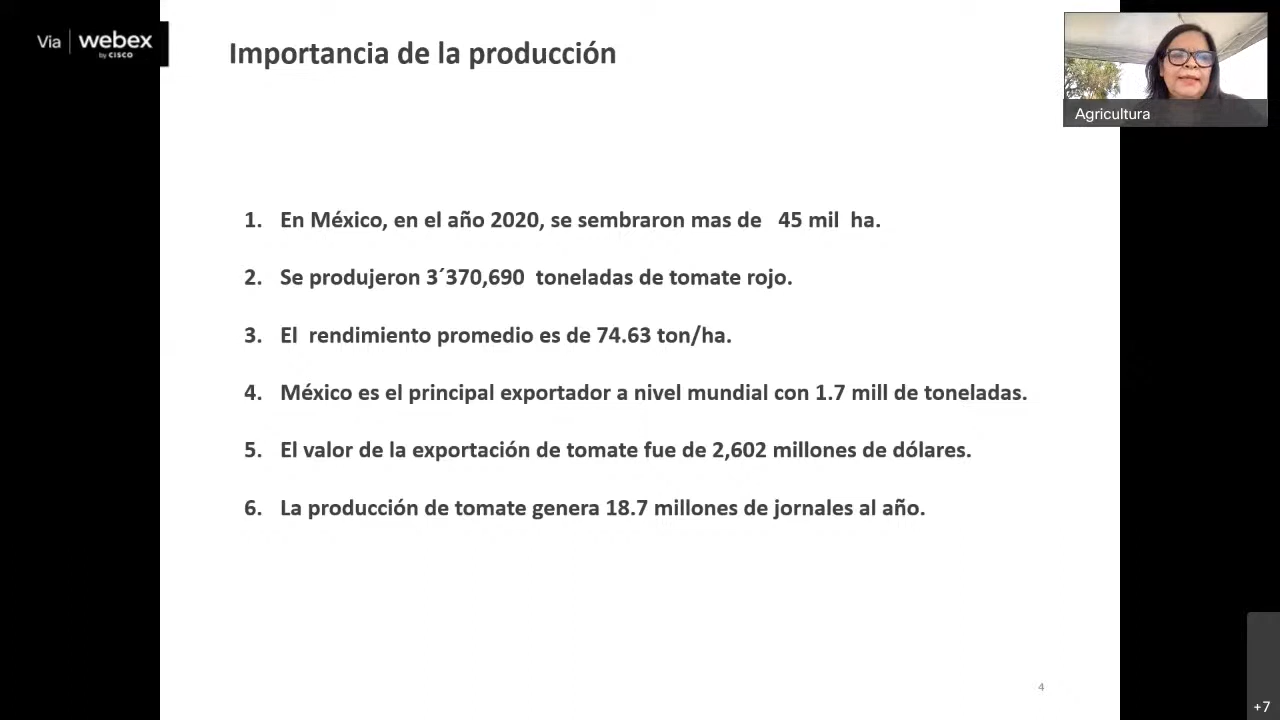 Via webex
by CISCO
Importancia de la producción
Agricultura
1. En México, en el año 2020, se sembraron mas de 45 mil ha.
2. Se produjeron 3´370,690 toneladas de tomate rojo.
3. El rendimiento promedio es de 74.63 ton/ha.
4. México es el principal exportador a nivel mundial con 1.7 mill de toneladas.
5. El valor de la exportación de tomate fue de 2,602 millones de dólares.
6. La producción de tomate genera 18.7 millones de jornales al año.
4
+7